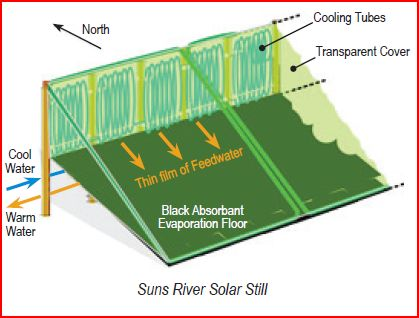 North
Cooling Tubes
Transparent Cover
Cool
Water
Warm
Water
Thin film of Feedwater
Black Absorbant
Evaporation Floor
Suns River Solar Still